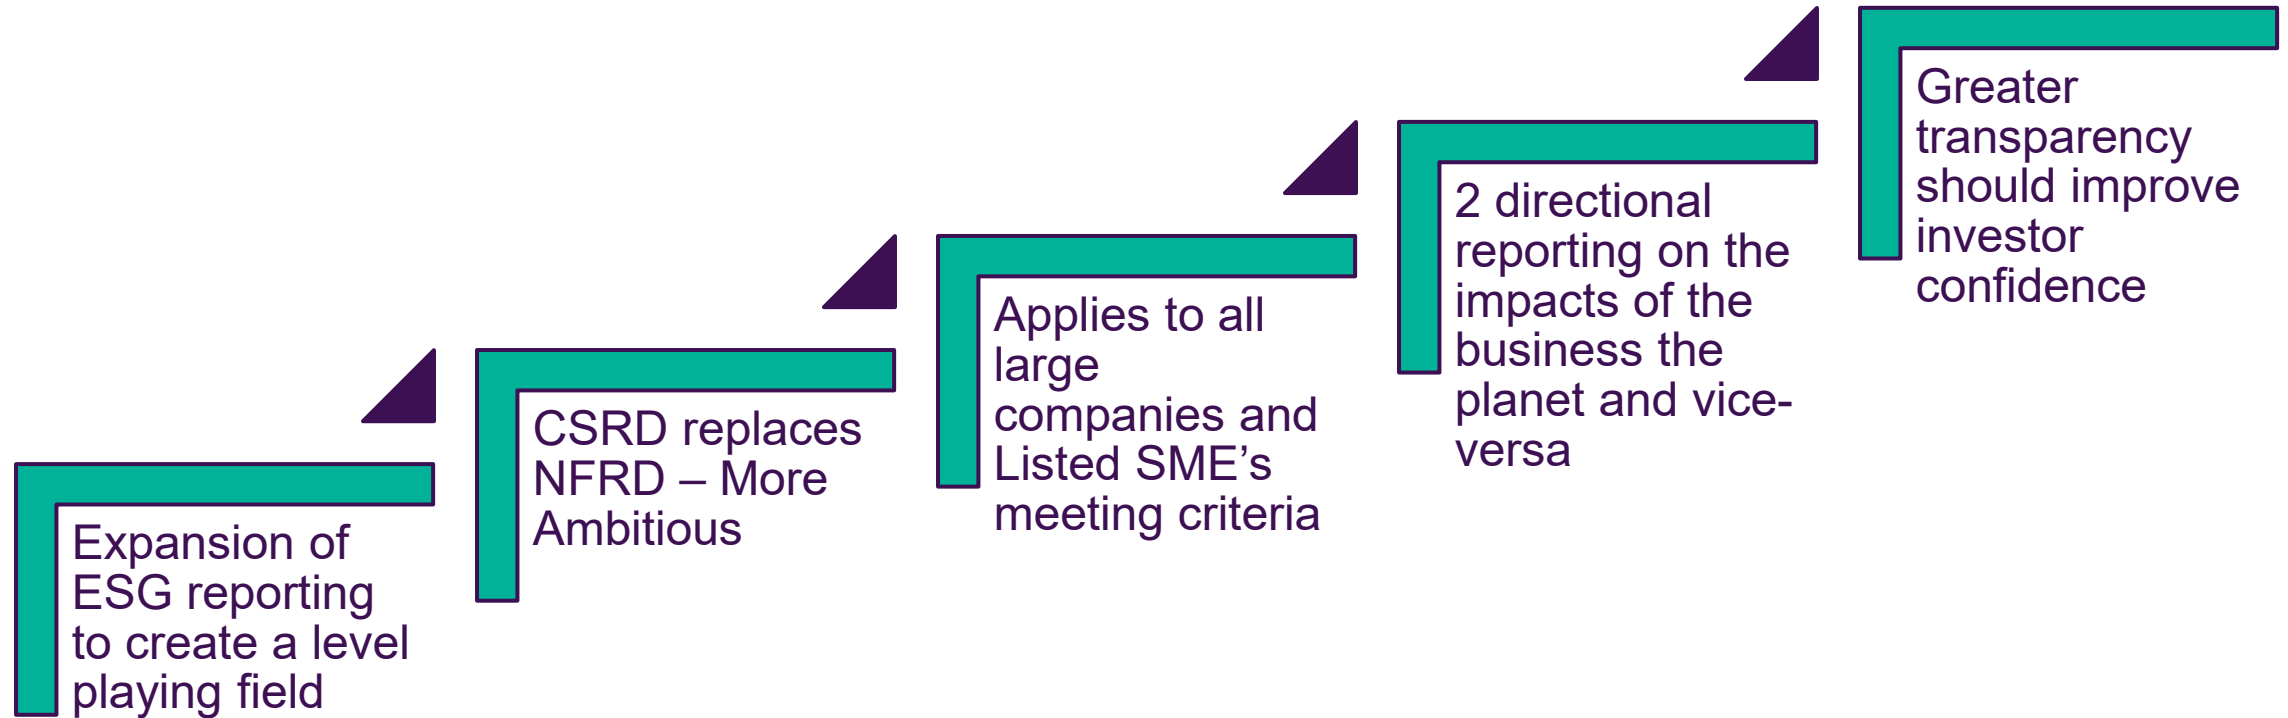 Expansion of
ESG reporting
to create a level
playing field
CSRD replaces
NFRD – More
Ambitious
Applies to all
large
companies and
Listed SME’s
meeting criteria
2 directional
reporting on the
impacts of the
business the
planet and vice-
versa
Greater
transparency
should improve
investor
confidence